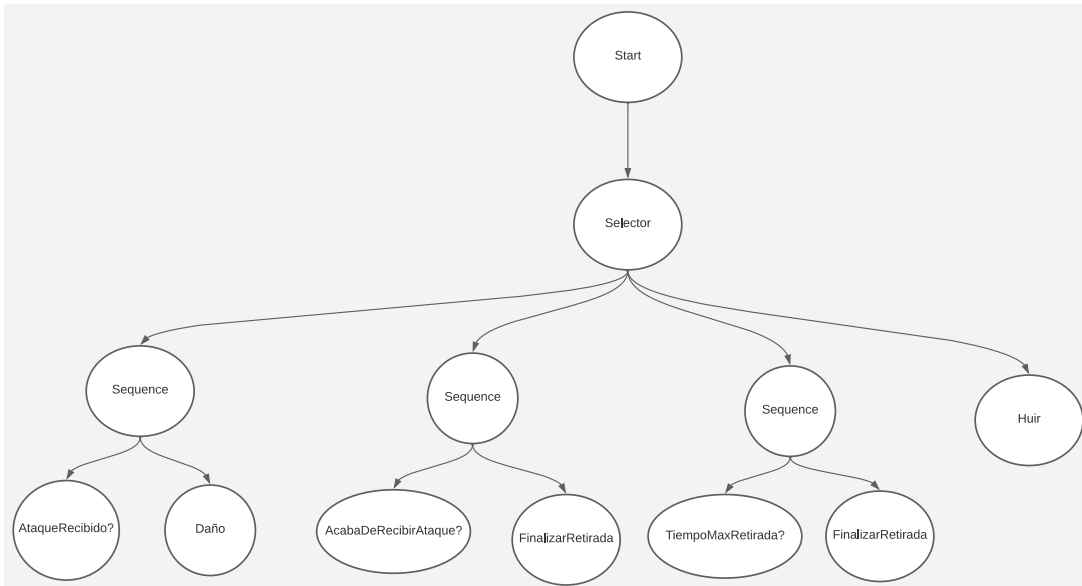 Start
Selector
Sequence
Sequence
Sequence
Huir
AtaqueRecibido?
Daño
AcabaDeRecibirAtaque?
FinalizarRetirada
TiempoMaxRetirada?
FinalizarRetirada